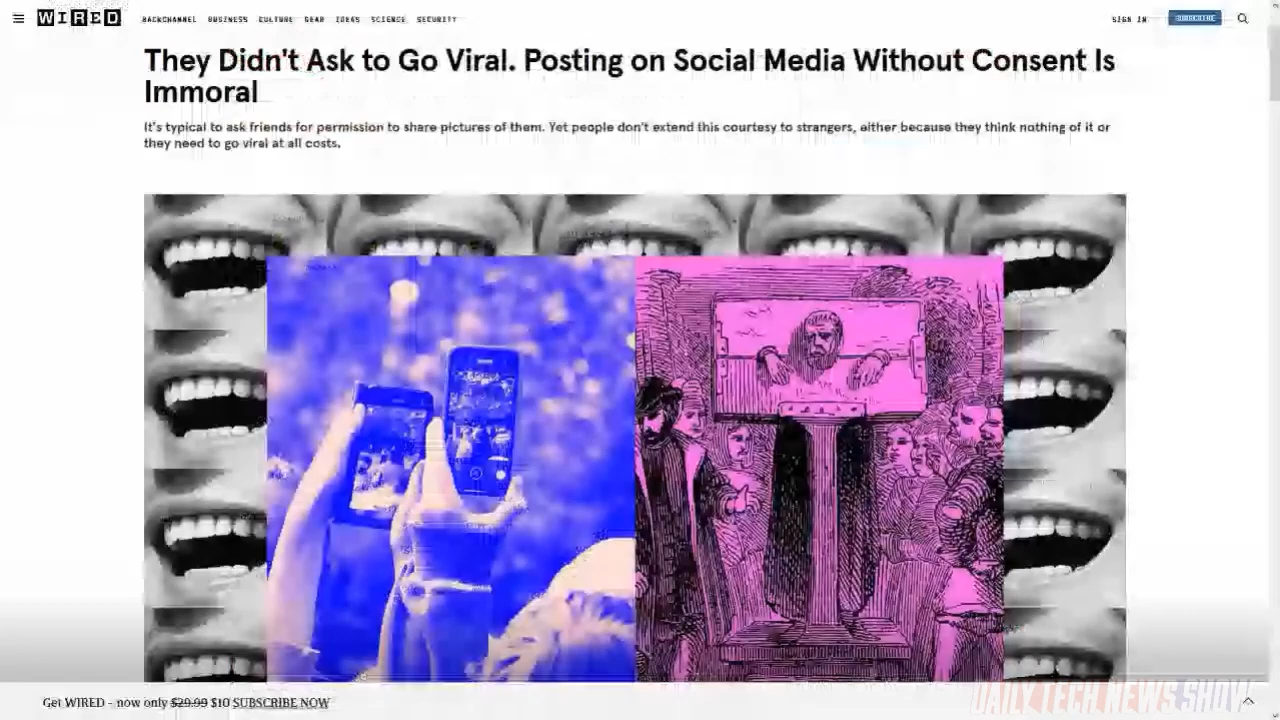 WIRED
BACKCHANNEL BUSINESS CULTURE GEAR IDEAS SCIENCE SECURITY
SIGN IN
SUBSCRIBE
They Didn't Ask to Go Viral. Posting on Social Media Without Consent Is
Immoral
It's typical to ask friends for permission to share pictures of them. Yet people don't extend this courtesy to strangers, either because they think nothing of it or
they need to go viral at all costs.
Get WIRED - now only $29.99 $10 SUBSCRIBE NOW
DAILY TECH NEWS SHOW